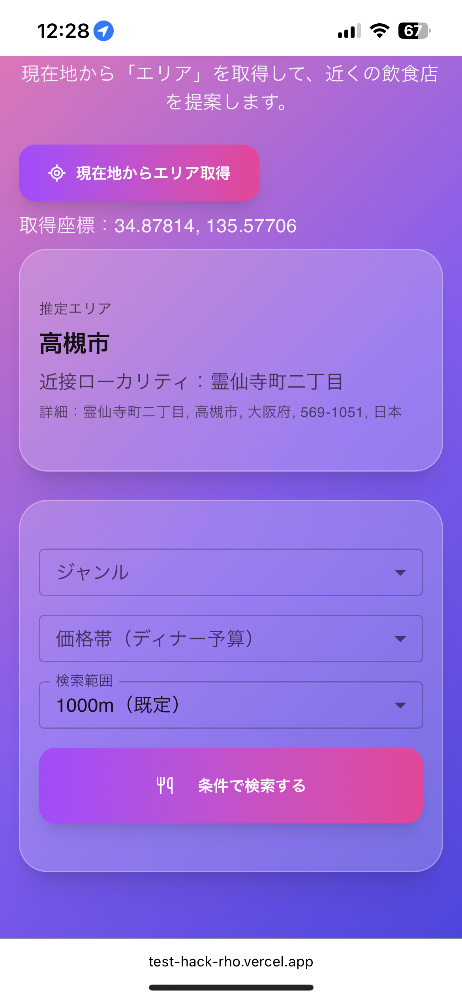 12:28
67
現在地から「エリア」を取得して、近くの飲食店
を提案します。
現在地からエリア取得
取得座標：34.87814, 135.57706
推定エリア
高槻市
近接ローカリティ：霊仙寺町二丁目
詳細：霊仙寺町二丁目, 高槻市, 大阪府, 569-1051, 日本
ジャンル
価格帯（ディナー予算）
検索範囲
1000m（既定）
条件で検索する
test-hack-rho.vercel.app